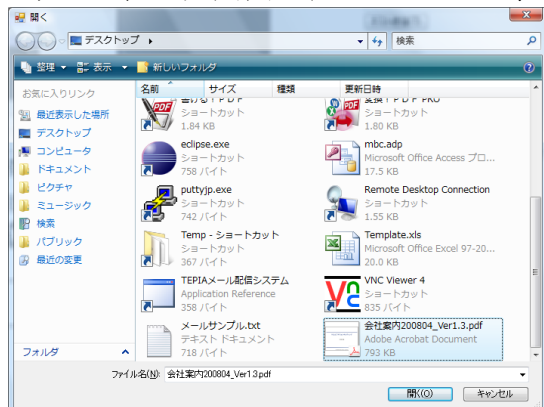 開く
デスクトップ
検索
整理
表示
新しいフォルダ
お気に入りリンク
最近表示した場所
デスクトップ
コンピュータ
ドキュメント
ピクチャ
ミュージック
検索
パブリック
最近の変更
フォルダ
名前 サイズ 種類 更新日時
書ける!PDF
ショートカット
1.84 KB
変換!PDF PRO
ショートカット
1.80 KB
eclipse.exe
ショートカット
758 バイト
mbc.adp
Microsoft Office Access プロ...
17.5 KB
puttyjp.exe
ショートカット
742 バイト
Remote Desktop Connection
ショートカット
1.55 KB
Temp - ショートカット
ショートカット
367 バイト
Template.xls
Microsoft Office Excel 97-20...
20.0 KB
TEPIAメール配信システム
Application Reference
358 バイト
VNC Viewer 4
ショートカット
835 バイト
メールサンプル.txt
テキスト ドキュメント
718 バイト
会社案内200804_Ver1.3.pdf
Adobe Acrobat Document
793 KB
ファイル名(N): 会社案内200804_Ver1.3.pdf
開く(O) キャンセル